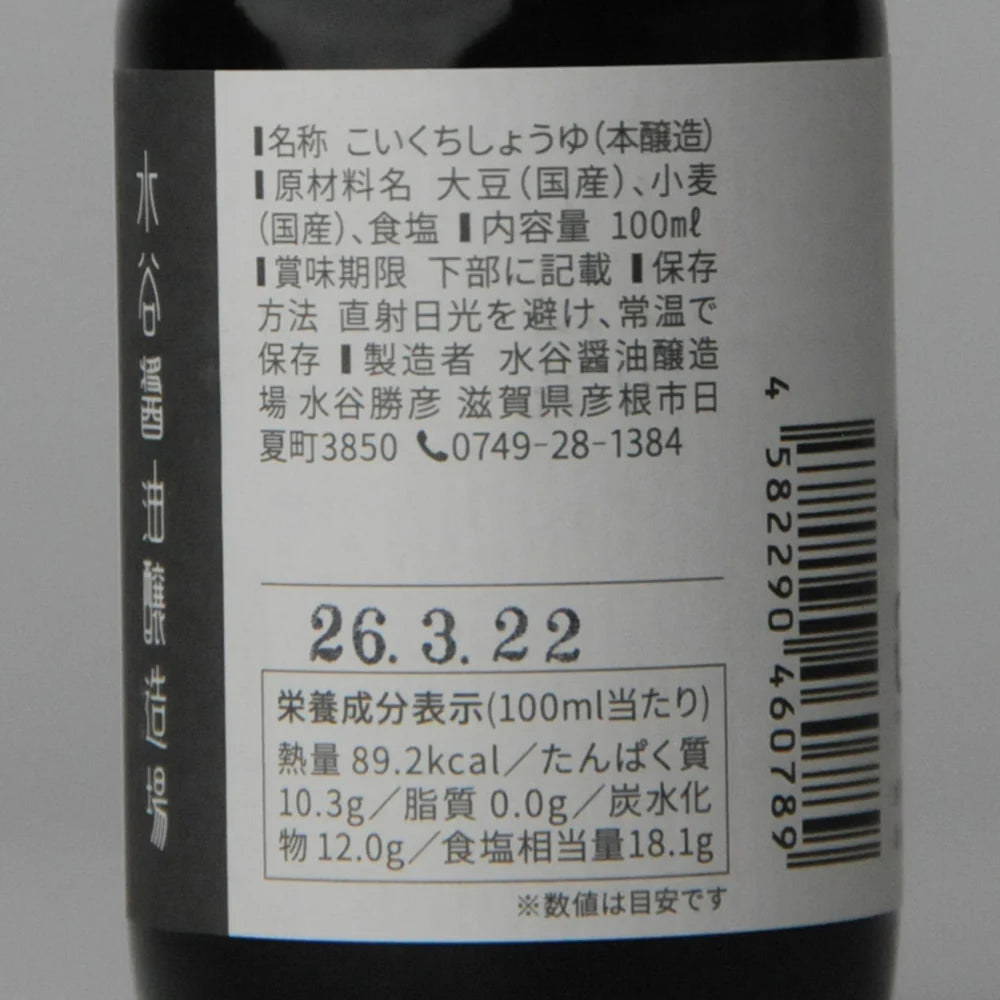 水谷醤油醸造場
名称 こいくちしょうゆ(本醸造)
原材料名 大豆(国産)、小麦
(国産)、食塩 内容量 100mℓ
賞味期限 下部に記載 保存
方法 直射日光を避け、常温で
保存 製造者 水谷醤油醸造
場 水谷勝彦 滋賀県彦根市日
夏町3850 📞0749-28-1384
26.3.22
栄養成分表示(100ml当たり)
熱量 89.2kcal/たんぱく質
10.3g/脂質 0.0g/炭水化
物 12.0g/食塩相当量18.1g
※数値は目安です
4 582290 460789